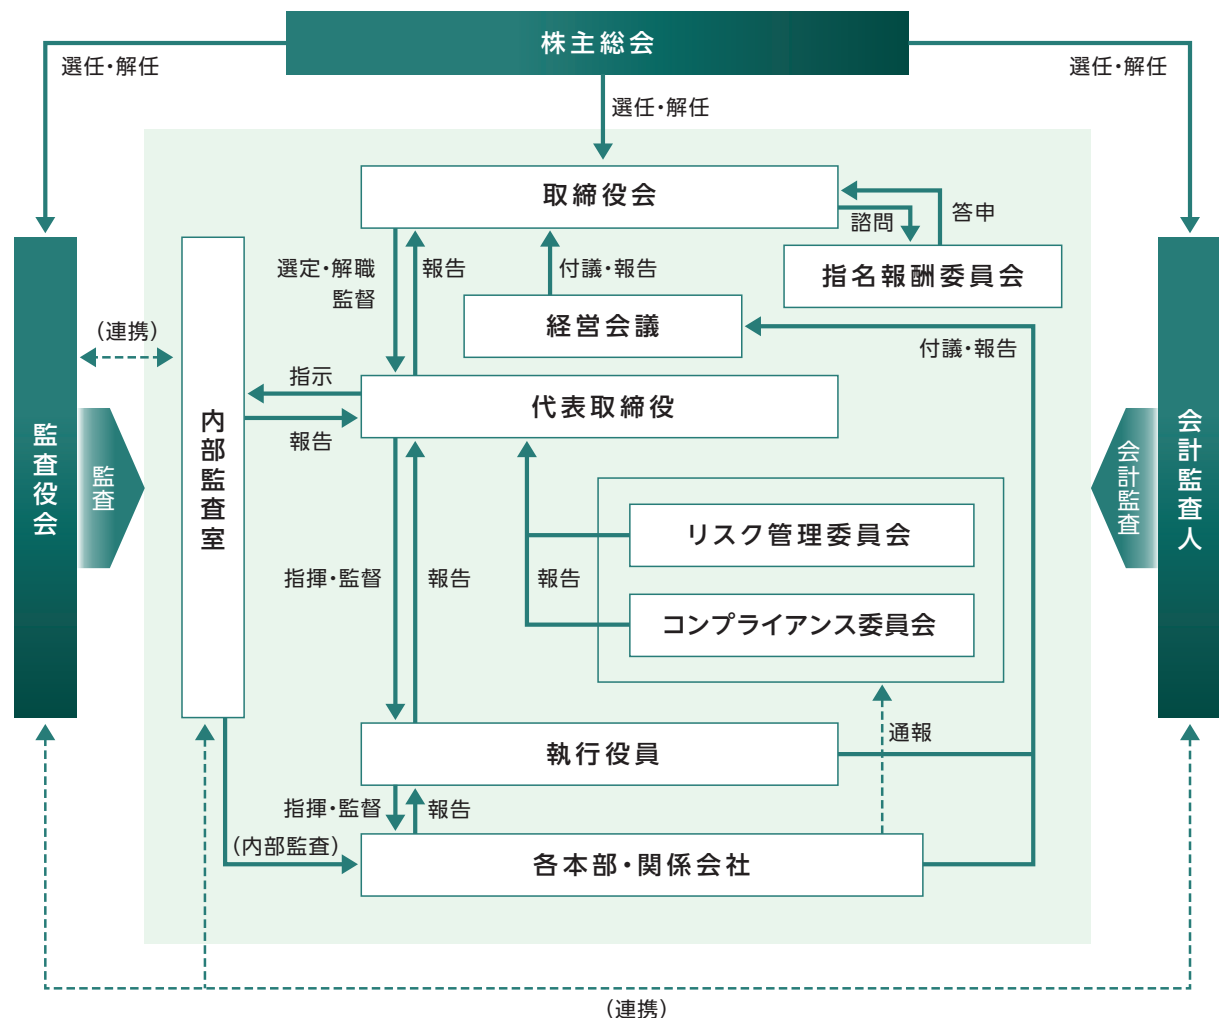 株主総会
選任・解任
選任・解任
選任・解任
取締役会
諮問
答申
指名報酬委員会
選定・解職
監督
報告
付議・報告
経営会議
付議・報告
（連携）
指示
報告
代表取締役
監査役会
監査
内部監査室
会計監査
会計監査人
リスク管理委員会
コンプライアンス委員会
指揮・監督
報告
報告
通報
執行役員
指揮・監督
報告
（内部監査）
各本部・関係会社
（連携）